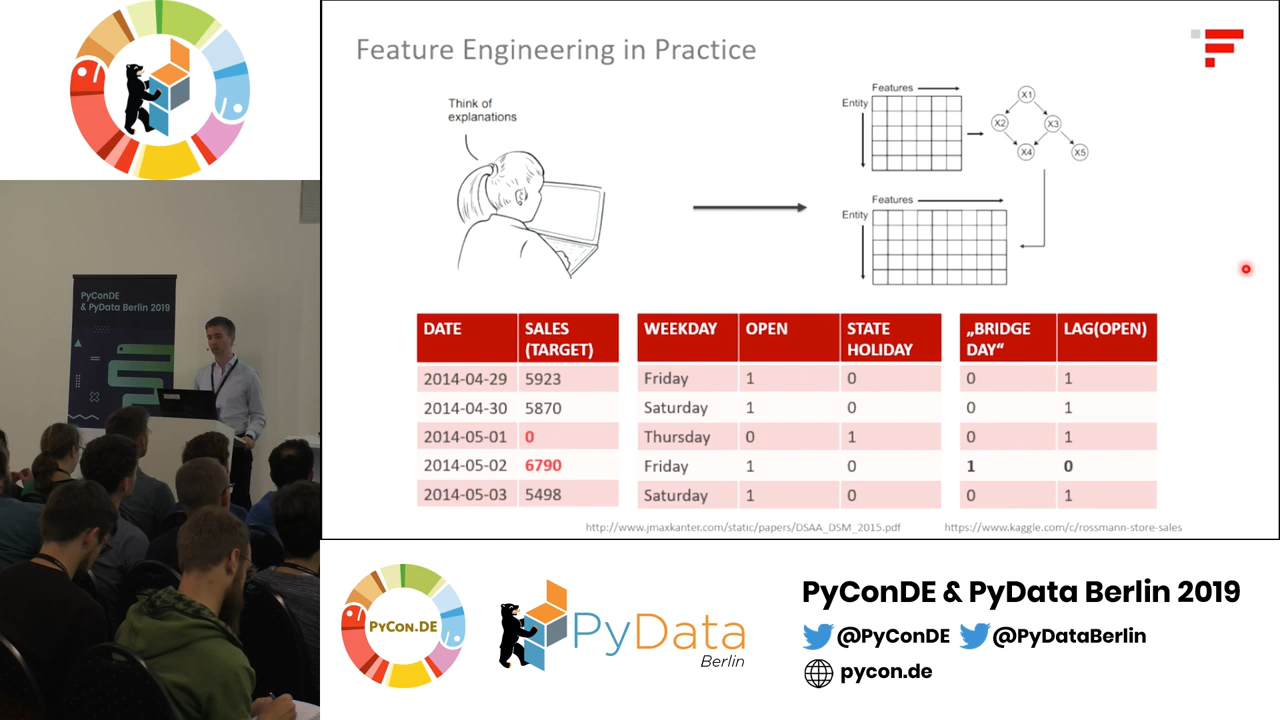 Feature Engineering in Practice
Think of
explanations
Features
Entity
X1
X2
X3
X4
X5
Features
Entity
DATE
SALES
(TARGET)
WEEKDAY
OPEN
STATE
HOLIDAY
„BRIDGE
DAY“
LAG(OPEN)
2014-04-29 5923 Friday 1 0 0 1
2014-04-30 5870 Saturday 1 0 0 1
2014-05-01 0 Thursday 0 1 0 1
2014-05-02 6790 Friday 1 0 1 0
2014-05-03 5498 Saturday 1 0 0 1
http://www.jmaxkanter.com/static/papers/DSAA_DSM_2015.pdf
https://www.kaggle.com/c/rossmann-store-sales
PyConDE
& PyData Berlin 2019
PYCON.DE
PyData
Berlin
PyConDE & PyData Berlin 2019
@PyConDE @PyDataBerlin
pycon.de